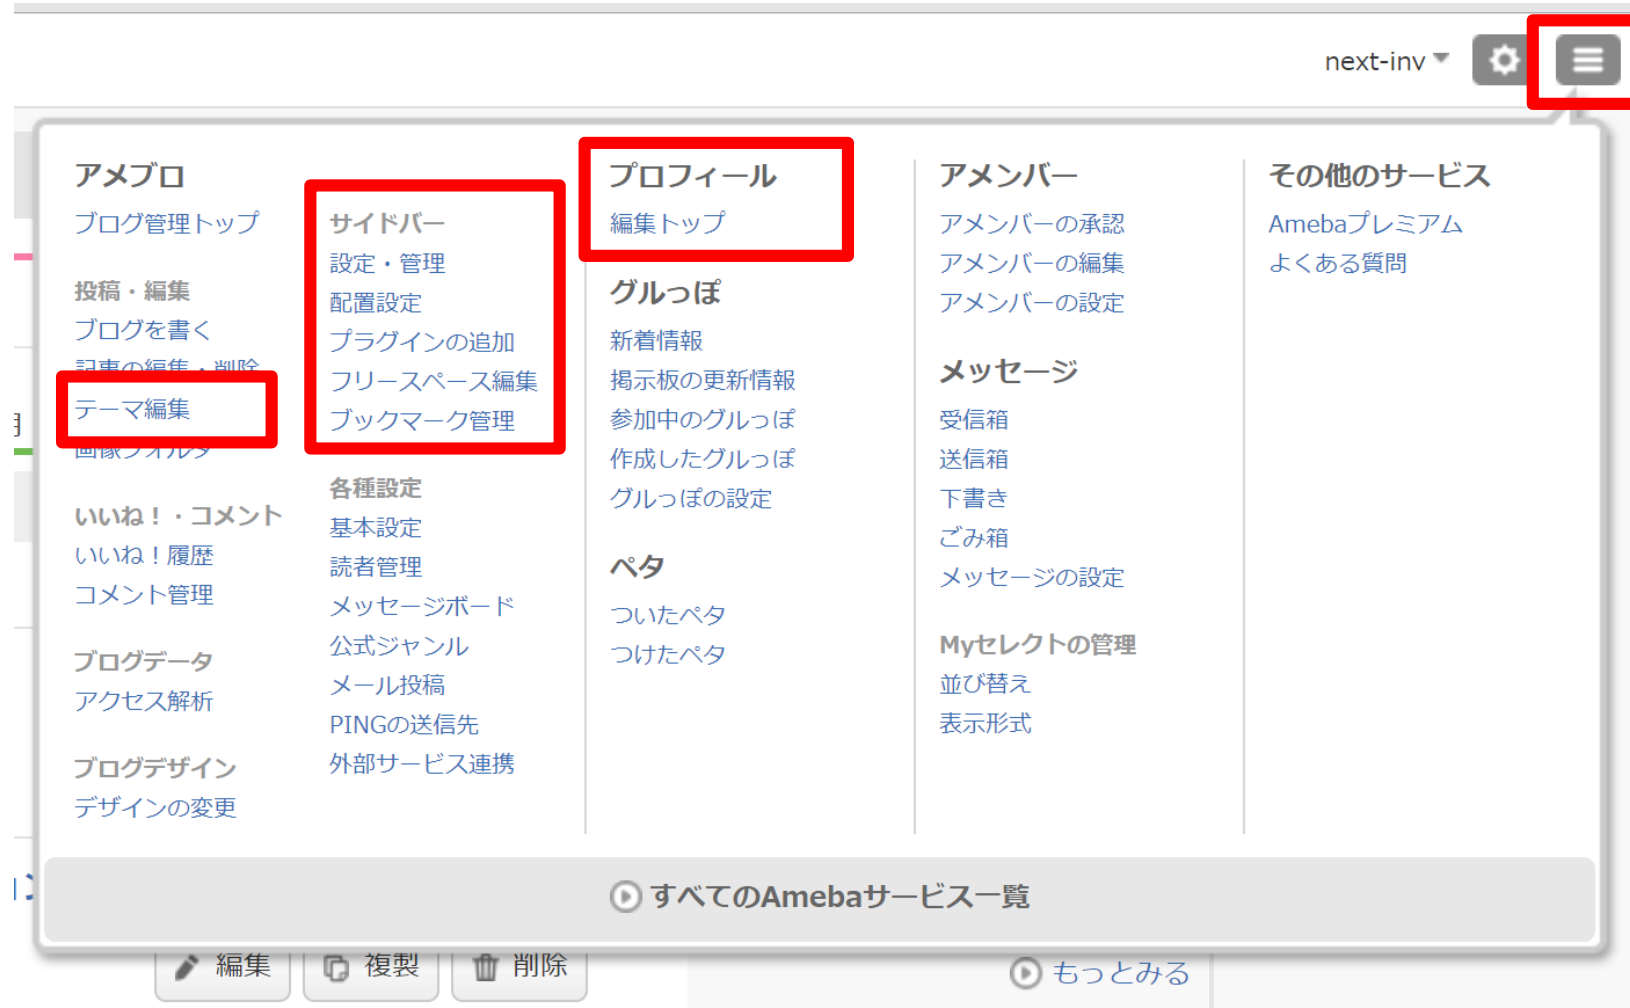 next-inv
アメブロ
ブログ管理トップ
投稿・編集
ブログを書く
記事の編集・削除
テーマ編集
画像フォルダ
いいね！・コメント
いいね！履歴
コメント管理
ブログデータ
アクセス解析
ブログデザイン
デザインの変更
サイドバー
設定・管理
配置設定
プラグインの追加
フリースペース編集
ブックマーク管理
各種設定
基本設定
読者管理
メッセージボード
公式ジャンル
メール投稿
PINGの送信先
外部サービス連携
プロフィール
編集トップ
グルっぽ
新着情報
掲示板の更新情報
参加中のグルっぽ
作成したグルっぽ
グルっぽの設定
ペタ
ついたペタ
つけたペタ
アメンバー
アメンバーの承認
アメンバーの編集
アメンバーの設定
メッセージ
受信箱
送信箱
下書き
ごみ箱
メッセージの設定
Myセレクトの管理
並び替え
表示形式
その他のサービス
Amebaプレミアム
よくある質問
すべてのAmebaサービス一覧
編集
複製
削除
もっとみる